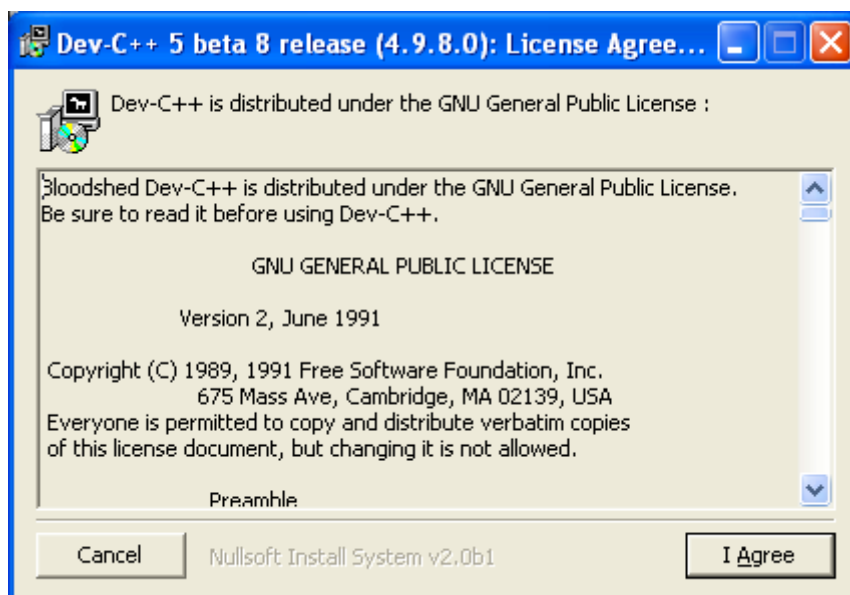 Dev-C++ 5 beta 8 release (4.9.8.0): License Agree...
Dev-C++ is distributed under the GNU General Public License :
Bloodshed Dev-C++ is distributed under the GNU General Public License.
Be sure to read it before using Dev-C++.
GNU GENERAL PUBLIC LICENSE
Version 2, June 1991
Copyright (C) 1989, 1991 Free Software Foundation, Inc.
675 Mass Ave, Cambridge, MA 02139, USA
Everyone is permitted to copy and distribute verbatim copies
of this license document, but changing it is not allowed.
Preamble
Cancel
Nullsoft Install System v2.0b1
I Agree